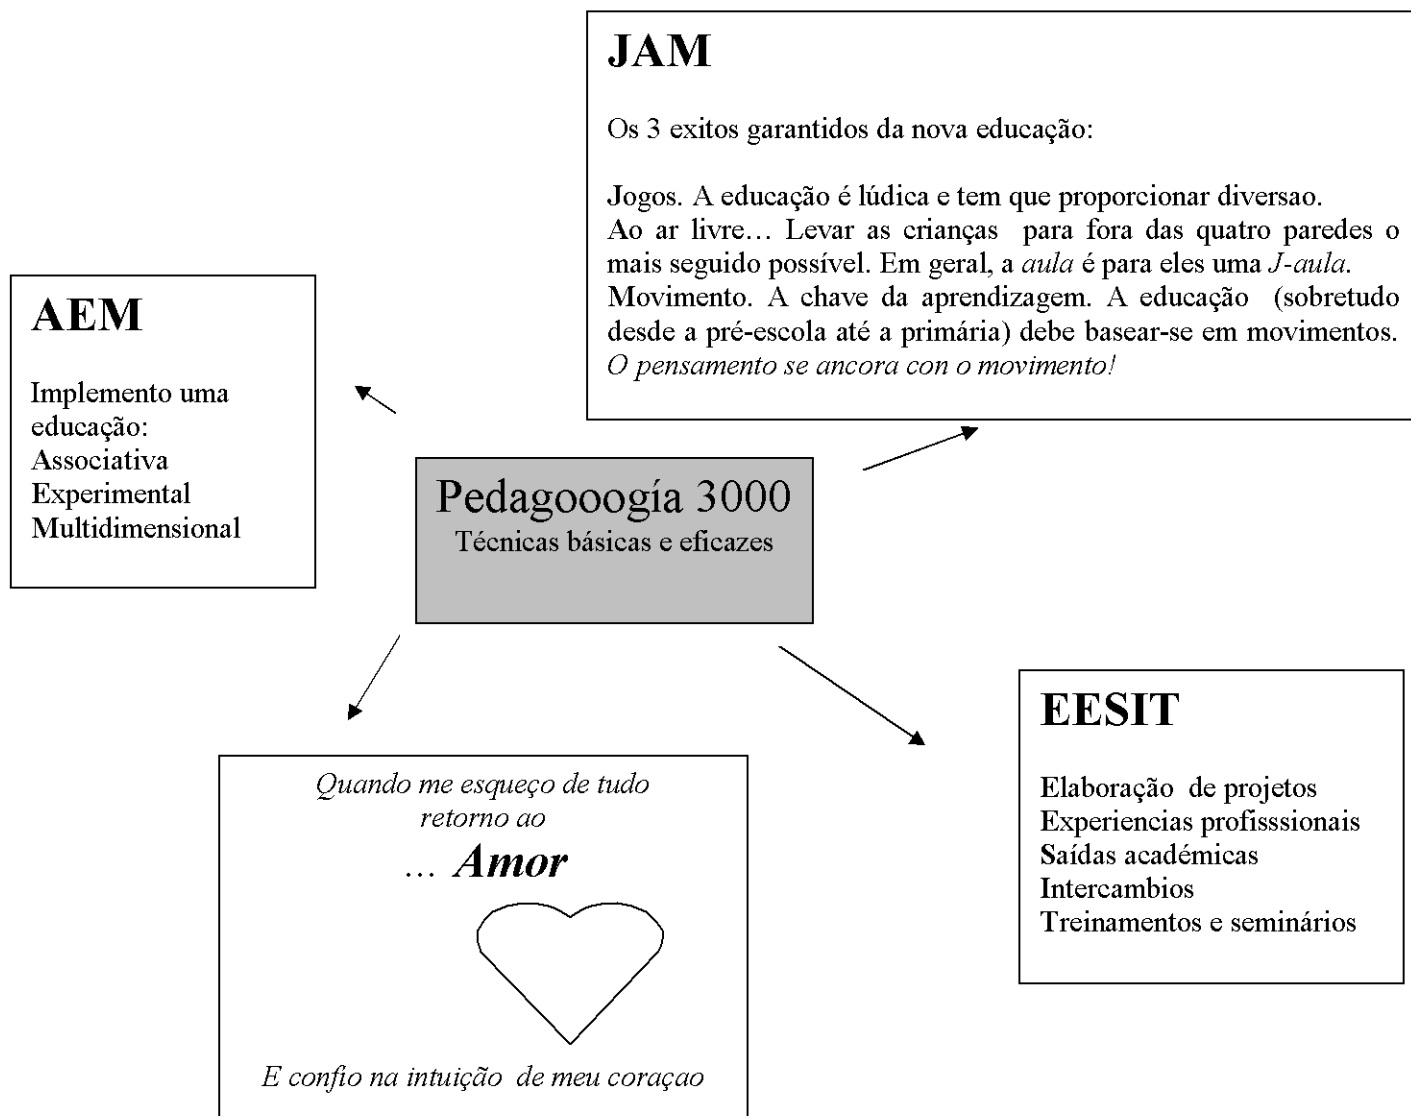 JAM
Os 3 exitos garantidos da nova educação:
Jogos. A educação é lúdica e tem que proporcionar diversao.
Ao ar livre… Levar as crianças para fora das quatro paredes o
mais seguido possível. Em geral, a aula é para eles uma J-aula.
Movimento. A chave da aprendizagem. A educação (sobretudo
desde a pré-escola até a primária) debe basear-se em movimentos.
O pensamento se ancora con o movimento!
AEM
Implemento uma
educação:
Associativa
Experimental
Multidimensional
Pedagooogía 3000
Técnicas básicas e eficazes
EESIT
Elaboração de projetos
Experiencias profisssionais
Saídas académicas
Intercambios
Treinamentos e seminários
Quando me esqueço de tudo
retorno ao
… Amor
E confio na intuição de meu coraçao